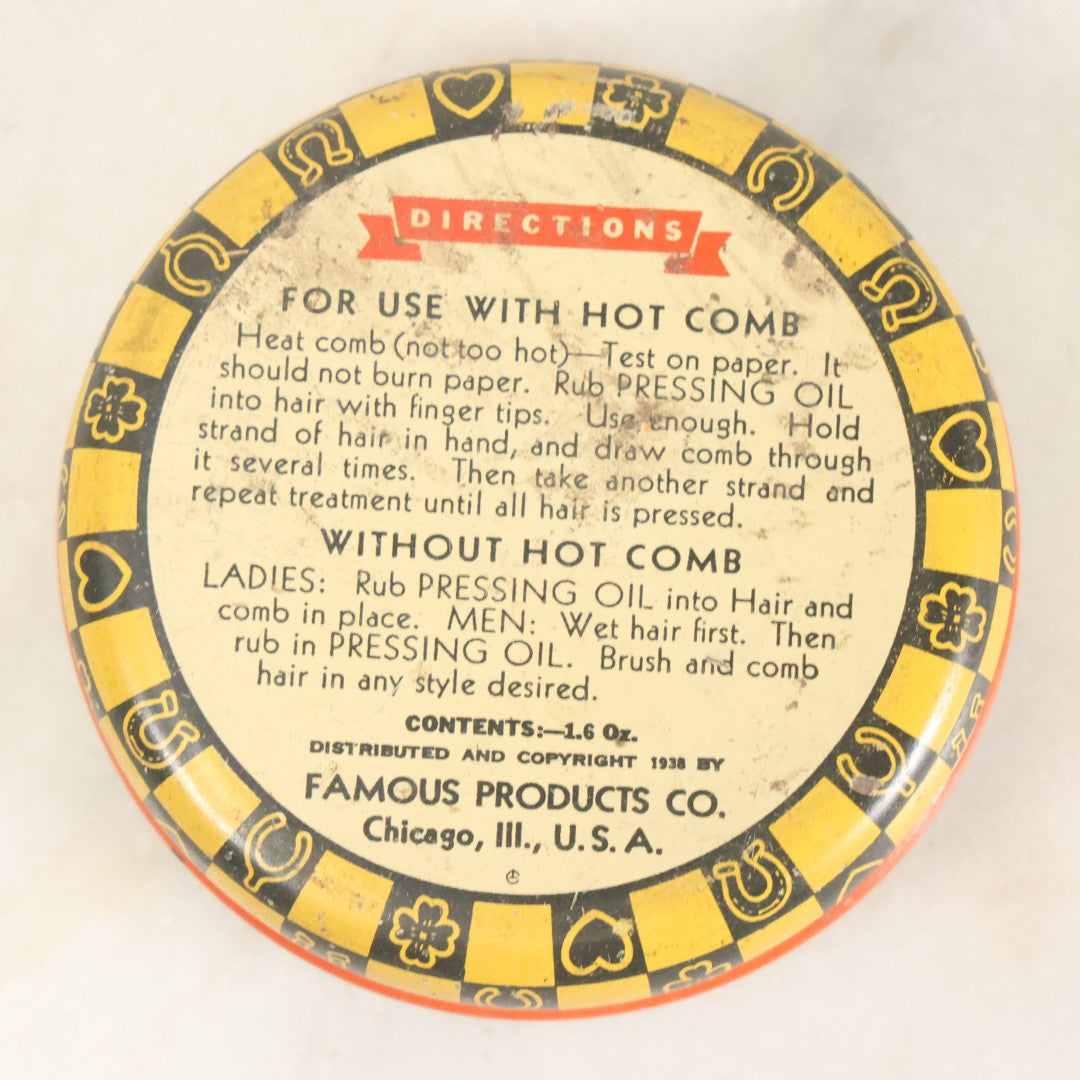 DIRECTIONS
FOR USE WITH HOT COMB
Heat comb (not too hot)—Test on paper. It
should not burn paper. Rub PRESSING OIL
into hair with finger tips. Use enough. Hold
strand of hair in hand, and draw comb through
it several times. Then take another strand and
repeat treatment until all hair is pressed.
WITHOUT HOT COMB
LADIES: Rub PRESSING OIL into Hair and
comb in place. MEN: Wet hair first. Then
rub in PRESSING OIL. Brush and comb
hair in any style desired.
CONTENTS:—1.6 Oz.
DISTRIBUTED AND COPYRIGHT 1938 BY
FAMOUS PRODUCTS CO.
Chicago, Ill., U.S.A.